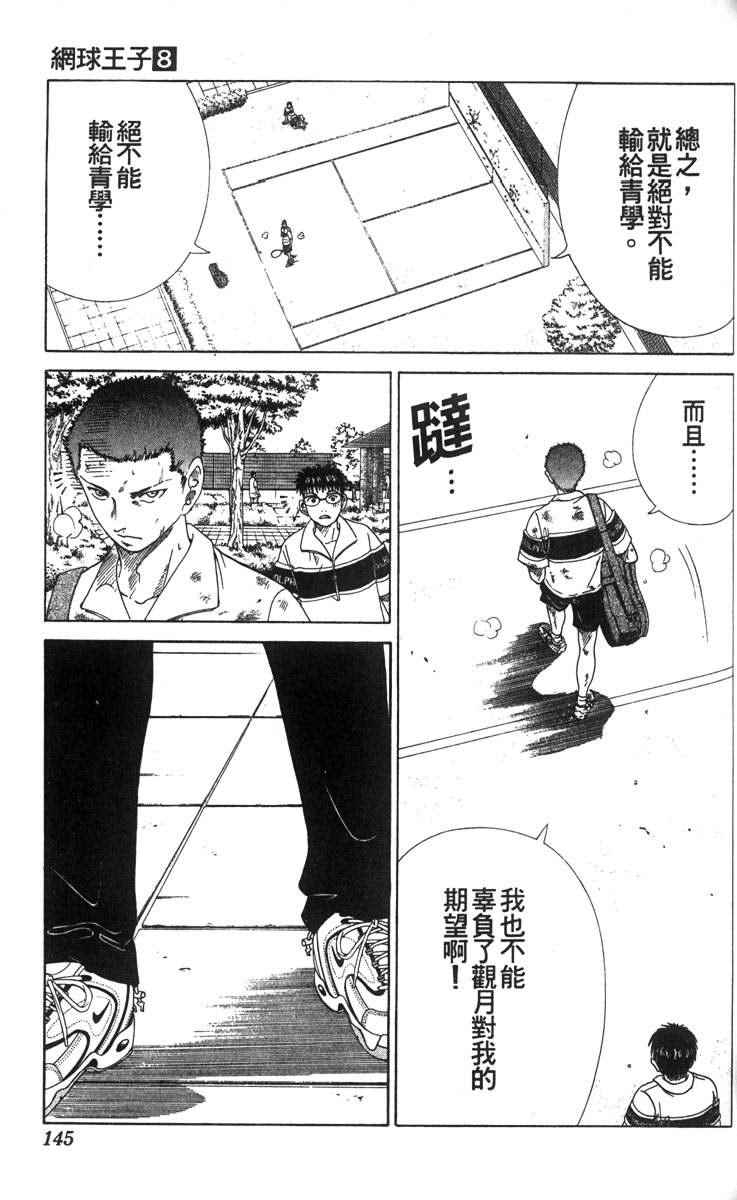 網球王子8
總之，
就是絕對不能
輸給青學。
絕不能
輸給青學……
而且……
躂…
我也不能
辜負了觀月對我的
期望啊！
145